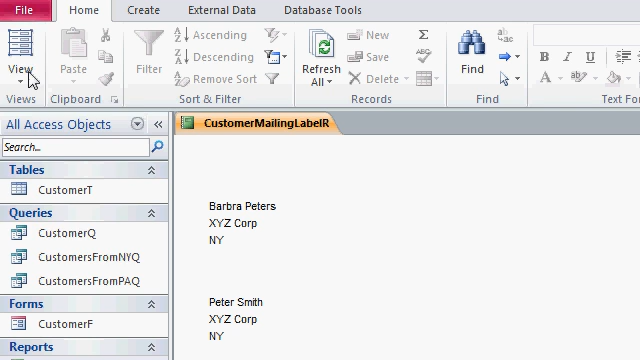 File Home Create External Data Database Tools
View Paste Filter Ascending Descending Remove Sort Refresh All New Save Delete Find
Views Clipboard Sort & Filter Records Find Text Fo
All Access Objects
Search...
Tables
CustomerT
Queries
CustomerQ
CustomersFromNYQ
CustomersFromPAQ
Forms
CustomerF
Reports
CustomerMailingLabelR
Barbra Peters
XYZ Corp
NY
Peter Smith
XYZ Corp
NY